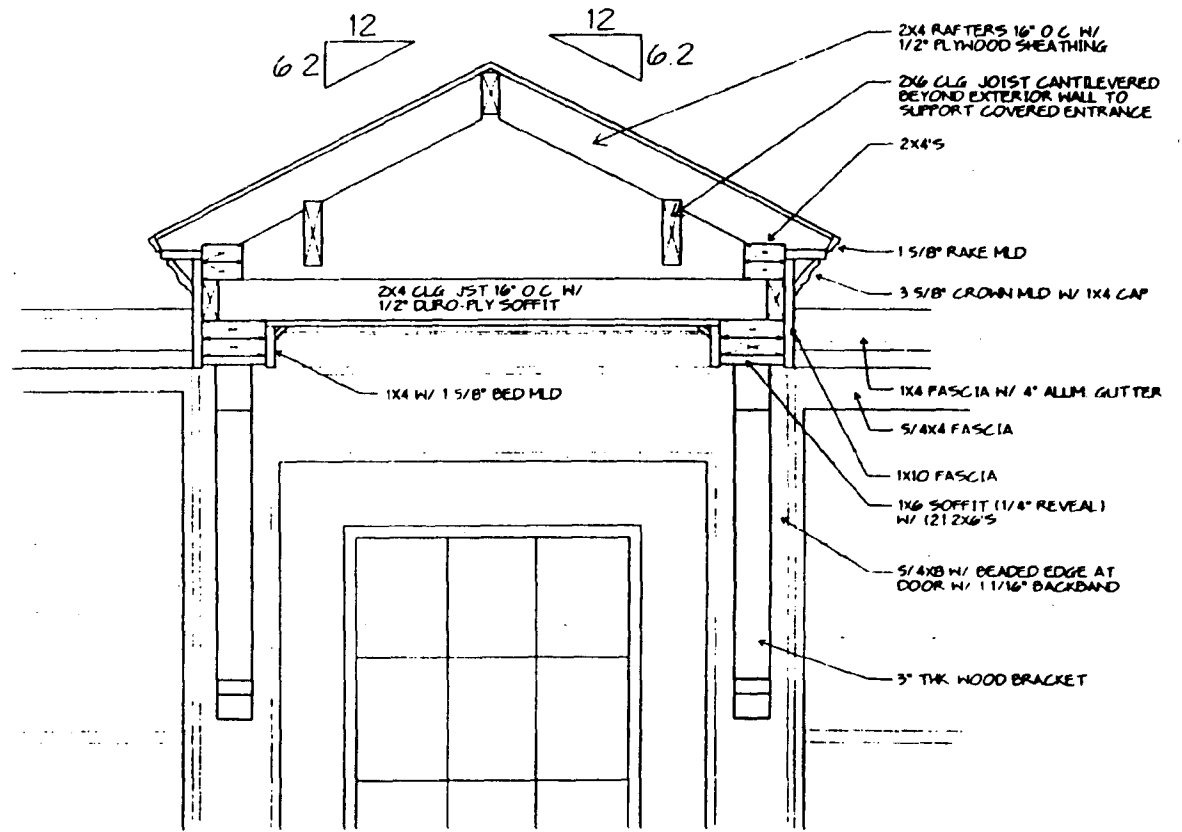 12
12
6 2
6.2
2X4 RAFTERS 16" O C W/
1/2" PLYWOOD SHEATHING
2X6 CLG JOIST CANTILEVERED
BEYOND EXTERIOR WALL TO
SUPPORT COVERED ENTRANCE
2X4'S
1 5/8" RAKE MLD
2X4 CLG JST 16" O C W/
1/2" DURO-PLY SOFFIT
3 5/8" CROWN MLD W/ 1X4 CAP
1X4 W/ 1 5/8" BED MLD
1X4 FASCIA W/ 4" ALUM. GUTTER
5/4X4 FASCIA
1X10 FASCIA
1X6 SOFFIT (1/4" REVEAL)
W/ (2) 2X6'S
5/4X8 W/ BEADED EDGE AT
DOOR W/ 1 1/16" BACKBAND
3" THK WOOD BRACKET